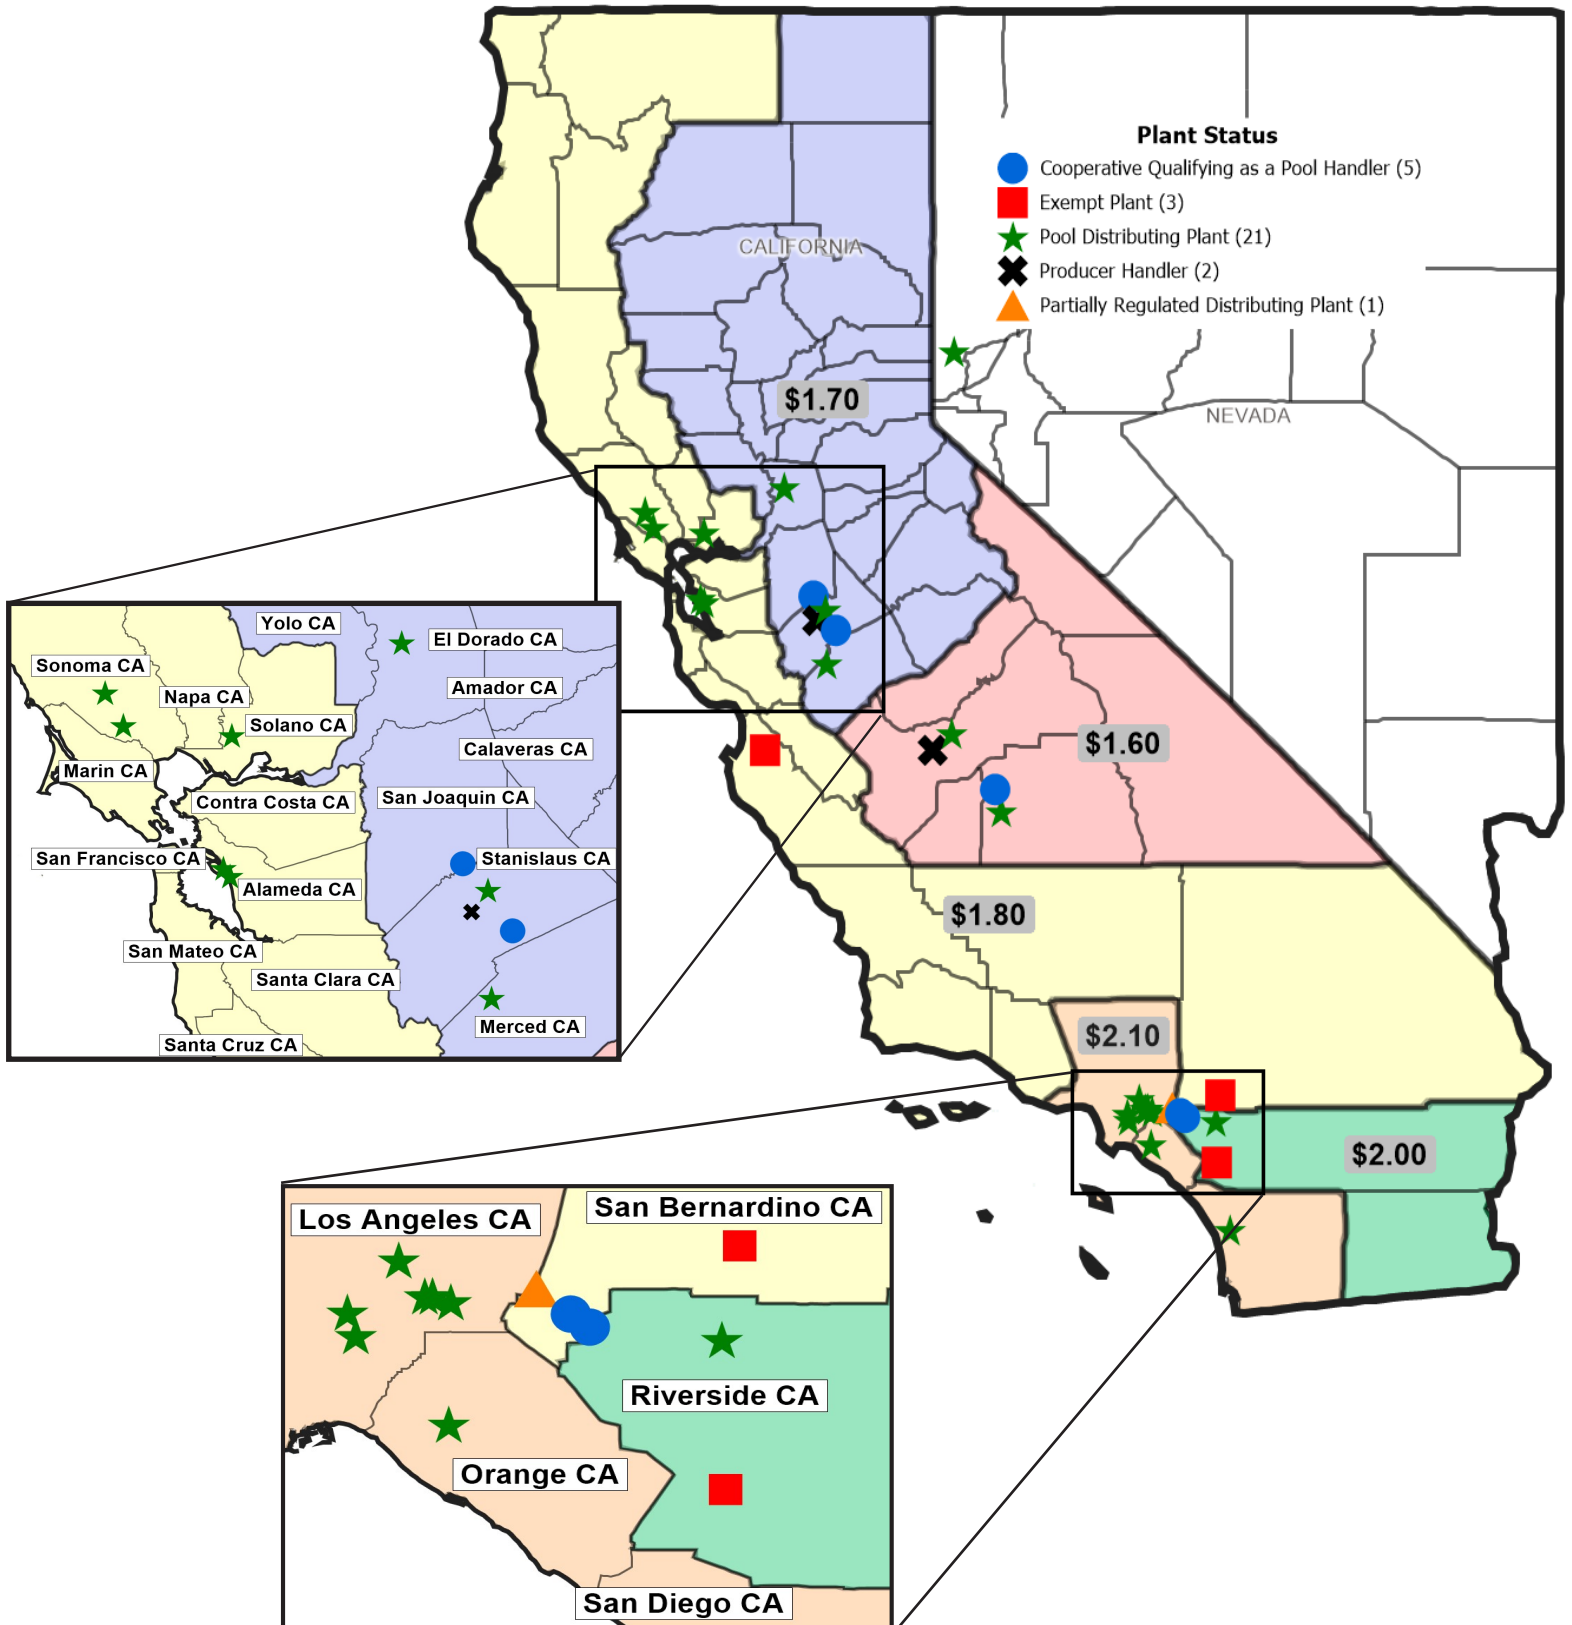 Plant Status
Cooperative Qualifying as a Pool Handler (5)
Exempt Plant (3)
Pool Distributing Plant (21)
Producer Handler (2)
Partially Regulated Distributing Plant (1)
CALIFORNIA
NEVADA
$1.70
$1.60
$1.80
$2.10
$2.00
Yolo CA
El Dorado CA
Sonoma CA
Napa CA
Amador CA
Solano CA
Calaveras CA
Marin CA
Contra Costa CA
San Joaquin CA
San Francisco CA
Stanislaus CA
Alameda CA
San Mateo CA
Santa Clara CA
Merced CA
Santa Cruz CA
Los Angeles CA
San Bernardino CA
Riverside CA
Orange CA
San Diego CA